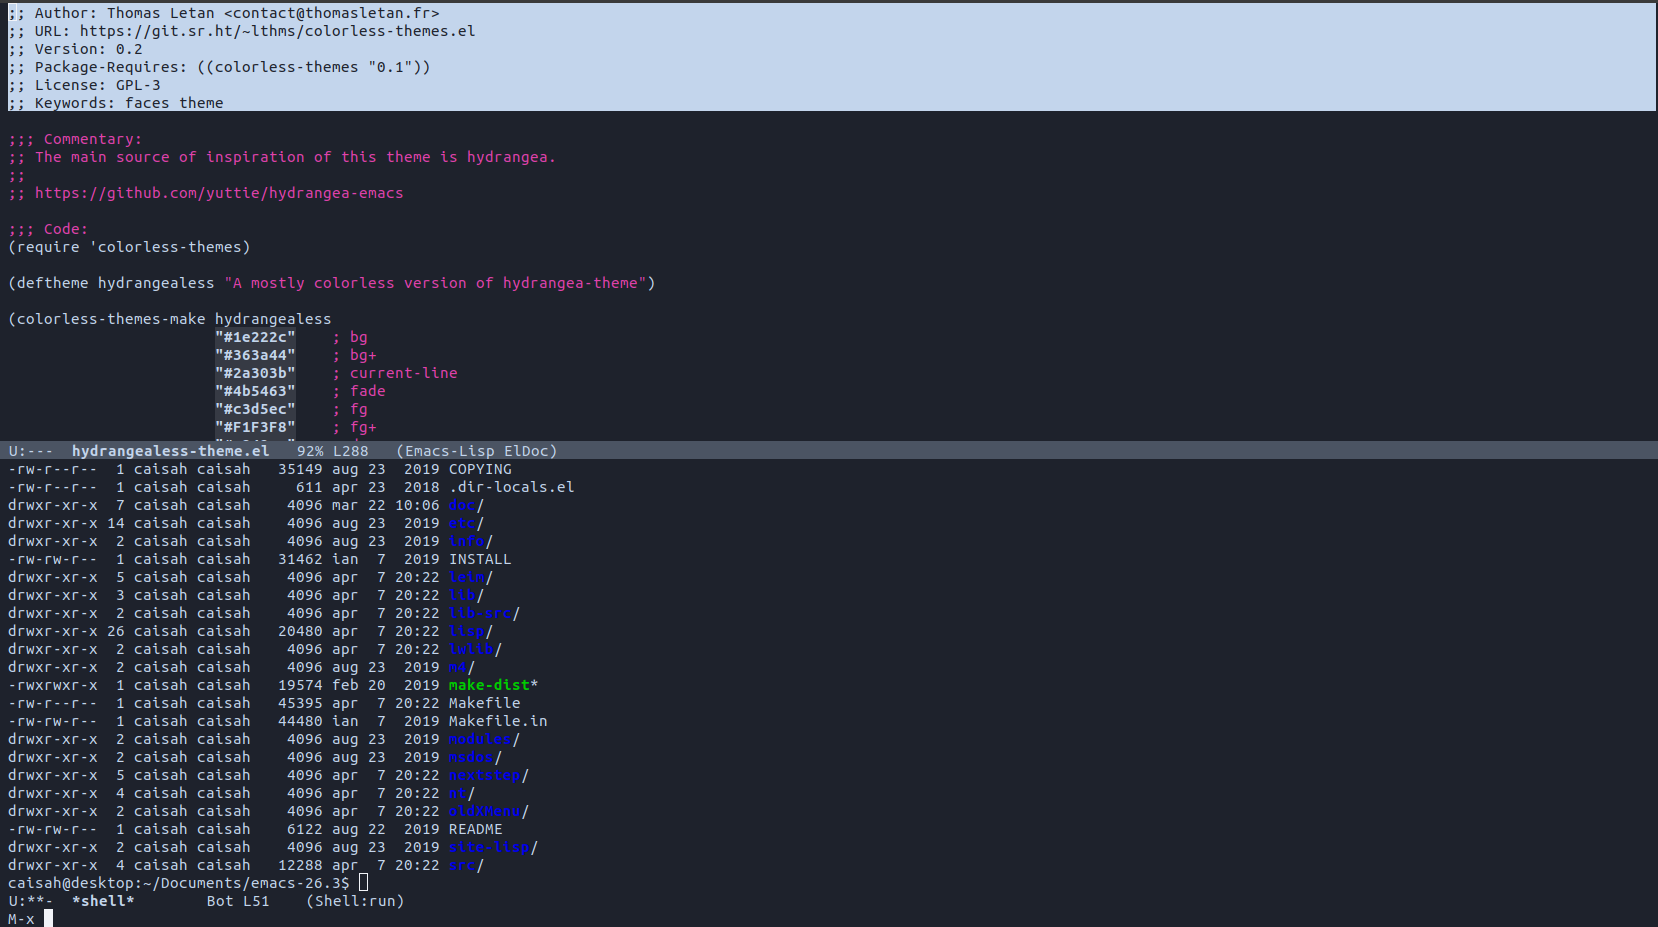 ;; Author: Thomas Letan <contact@thomasletan.fr>
;; URL: https://git.sr.ht/~lthms/colorless-themes.el
;; Version: 0.2
;; Package-Requires: ((colorless-themes "0.1"))
;; License: GPL-3
;; Keywords: faces theme
;;; Commentary:
;; The main source of inspiration of this theme is hydrangea.
;;
;; https://github.com/yuttie/hydrangea-emacs
;;; Code:
(require 'colorless-themes)
(deftheme hydrangealess "A mostly colorless version of hydrangea-theme")
(colorless-themes-make hydrangealess
"#1e222c" ; bg
"#363a44" ; bg+
"#2a303b" ; current-line
"#4b5463" ; fade
"#c3d5ec" ; fg
"#F1F3F8" ; fg+
U:--- hydrangealess-theme.el 92% L288 (Emacs-Lisp ElDoc)
-rw-r--r-- 1 caisah caisah 35149 aug 23 2019 COPYING
-rw-r--r-- 1 caisah caisah 611 apr 23 2018 .dir-locals.el
drwxr-xr-x 7 caisah caisah 4096 mar 22 10:06 doc/
drwxr-xr-x 14 caisah caisah 4096 aug 23 2019 etc/
drwxr-xr-x 2 caisah caisah 4096 aug 23 2019 info/
-rw-rw-r-- 1 caisah caisah 31462 ian 7 2019 INSTALL
drwxr-xr-x 5 caisah caisah 4096 apr 7 20:22 leim/
drwxr-xr-x 3 caisah caisah 4096 apr 7 20:22 lib/
drwxr-xr-x 2 caisah caisah 4096 apr 7 20:22 lib-src/
drwxr-xr-x 26 caisah caisah 20480 apr 7 20:22 lisp/
drwxr-xr-x 2 caisah caisah 4096 apr 7 20:22 lwlib/
drwxr-xr-x 2 caisah caisah 4096 aug 23 2019 m4/
-rwxrwxr-x 1 caisah caisah 19574 feb 20 2019 make-dist*
-rw-r--r-- 1 caisah caisah 45395 apr 7 20:22 Makefile
-rw-rw-r-- 1 caisah caisah 44480 ian 7 2019 Makefile.in
drwxr-xr-x 2 caisah caisah 4096 aug 23 2019 modules/
drwxr-xr-x 2 caisah caisah 4096 aug 23 2019 msdos/
drwxr-xr-x 5 caisah caisah 4096 apr 7 20:22 nextstep/
drwxr-xr-x 4 caisah caisah 4096 apr 7 20:22 nt/
drwxr-xr-x 2 caisah caisah 4096 apr 7 20:22 oldXMenu/
-rw-rw-r-- 1 caisah caisah 6122 aug 22 2019 README
drwxr-xr-x 2 caisah caisah 4096 aug 23 2019 site-lisp/
drwxr-xr-x 4 caisah caisah 12288 apr 7 20:22 src/
caisah@desktop:~/Documents/emacs-26.3$
U:**- *shell* Bot L51 (Shell:run)
M-x